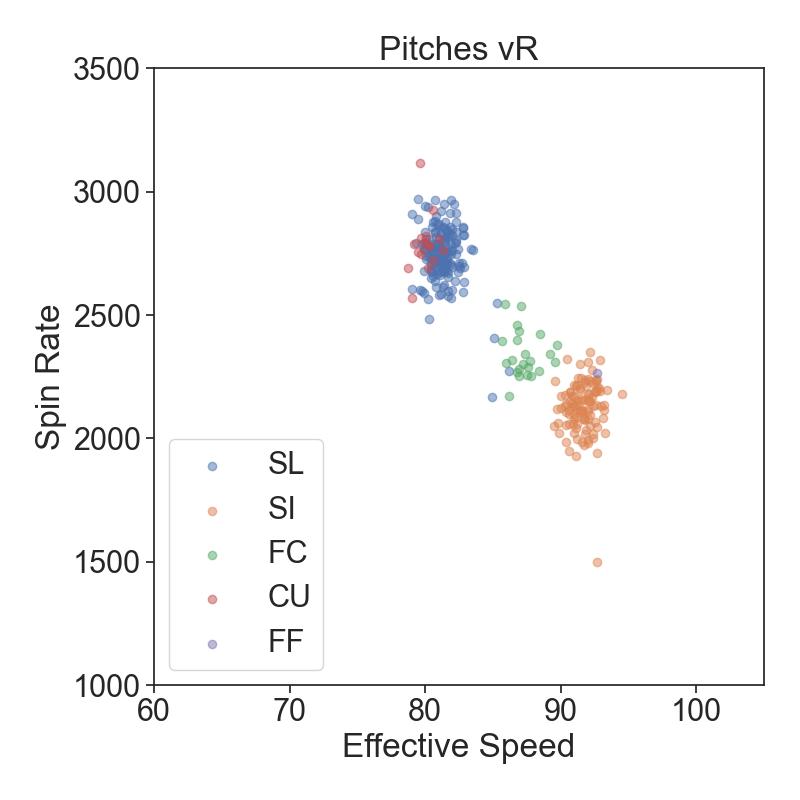 Pitches vR
3500
3000
2500
2000
1500
1000
Spin Rate
SL
SI
FC
CU
FF
60 70 80 90 100
Effective Speed